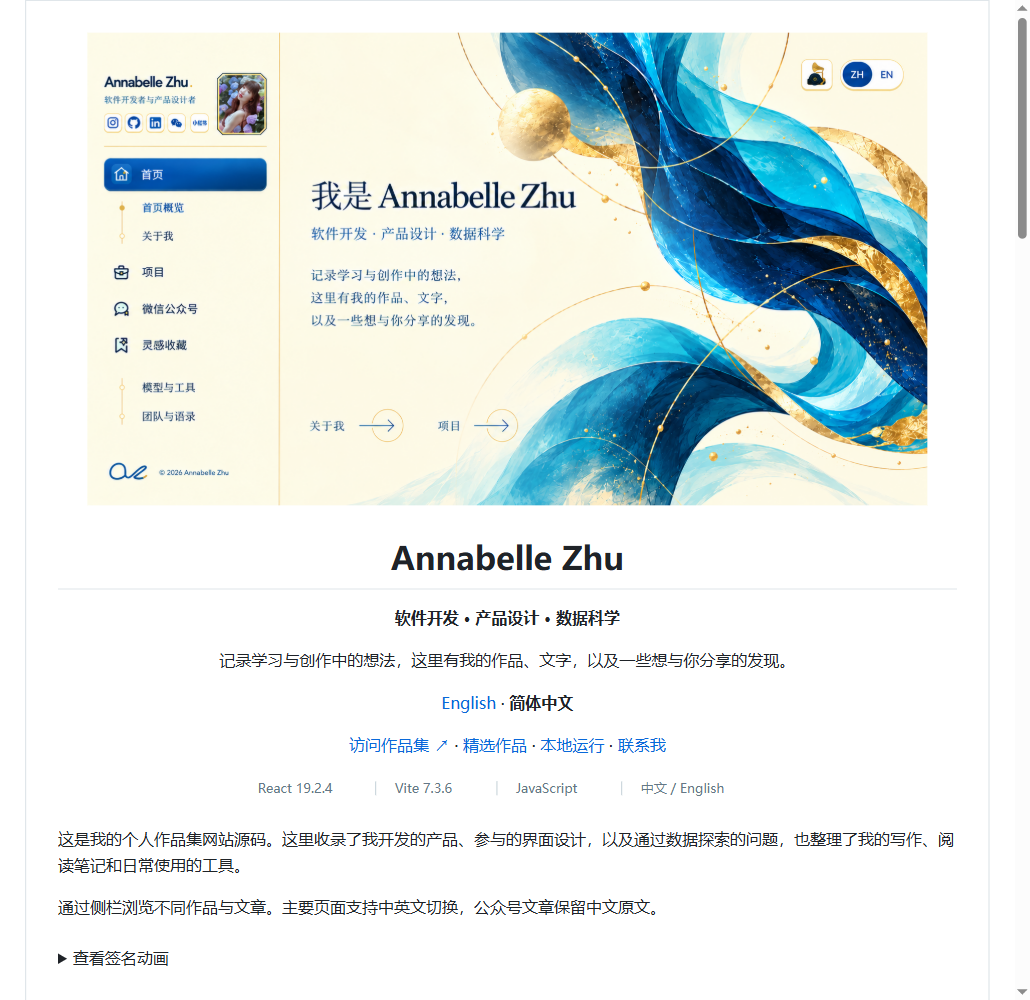 Annabelle Zhu.
软件开发者与产品设计者
小红书
首页
首页概览
关于我
项目
微信公众号
灵感收藏
模型与工具
团队与语录
© 2026 Annabelle Zhu
ZH EN
我是 Annabelle Zhu
软件开发 · 产品设计 · 数据科学
记录学习与创作中的想法，
这里有我的作品、文字，
以及一些想与你分享的发现。
关于我
项目
Annabelle Zhu
软件开发 • 产品设计 • 数据科学
记录学习与创作中的想法，这里有我的作品、文字，以及一些想与你分享的发现。
English · 简体中文
访问作品集 ↗ · 精选作品 · 本地运行 · 联系我
React 19.2.4 | Vite 7.3.6 | JavaScript | 中文 / English
这是我的个人作品集网站源码。这里收录了我开发的产品、参与的界面设计，以及通过数据探索的问题，也整理了我的写作、阅
读笔记和日常使用的工具。
通过侧栏浏览不同作品与文章。主要页面支持中英文切换，公众号文章保留中文原文。
查看签名动画